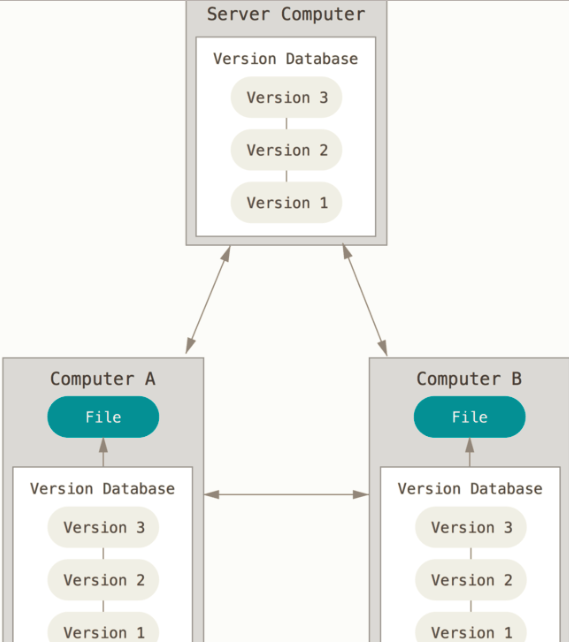 Server Computer
Version Database
Version 3
Version 2
Version 1
Computer A
File
Version Database
Version 3
Version 2
Version 1
Computer B
File
Version Database
Version 3
Version 2
Version 1